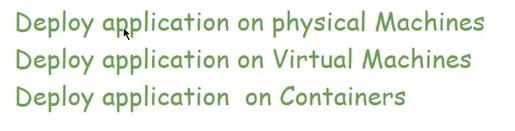 Deploy application on physical Machines
Deploy application on Virtual Machines
Deploy application  on Containers